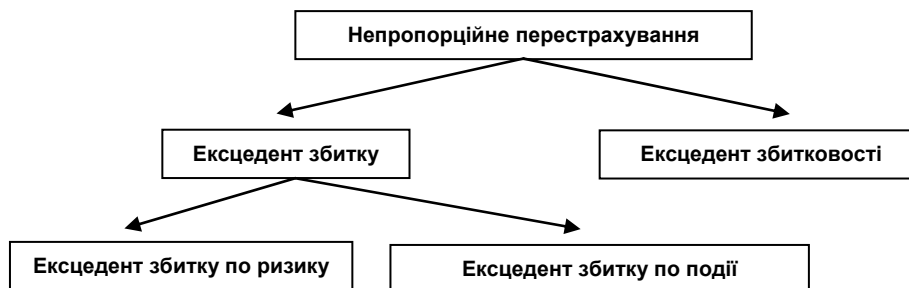 Непропорційне перестрахування
Ексцедент збитку
Ексцедент збитковості
Ексцедент збитку по ризику
Ексцедент збитку по події